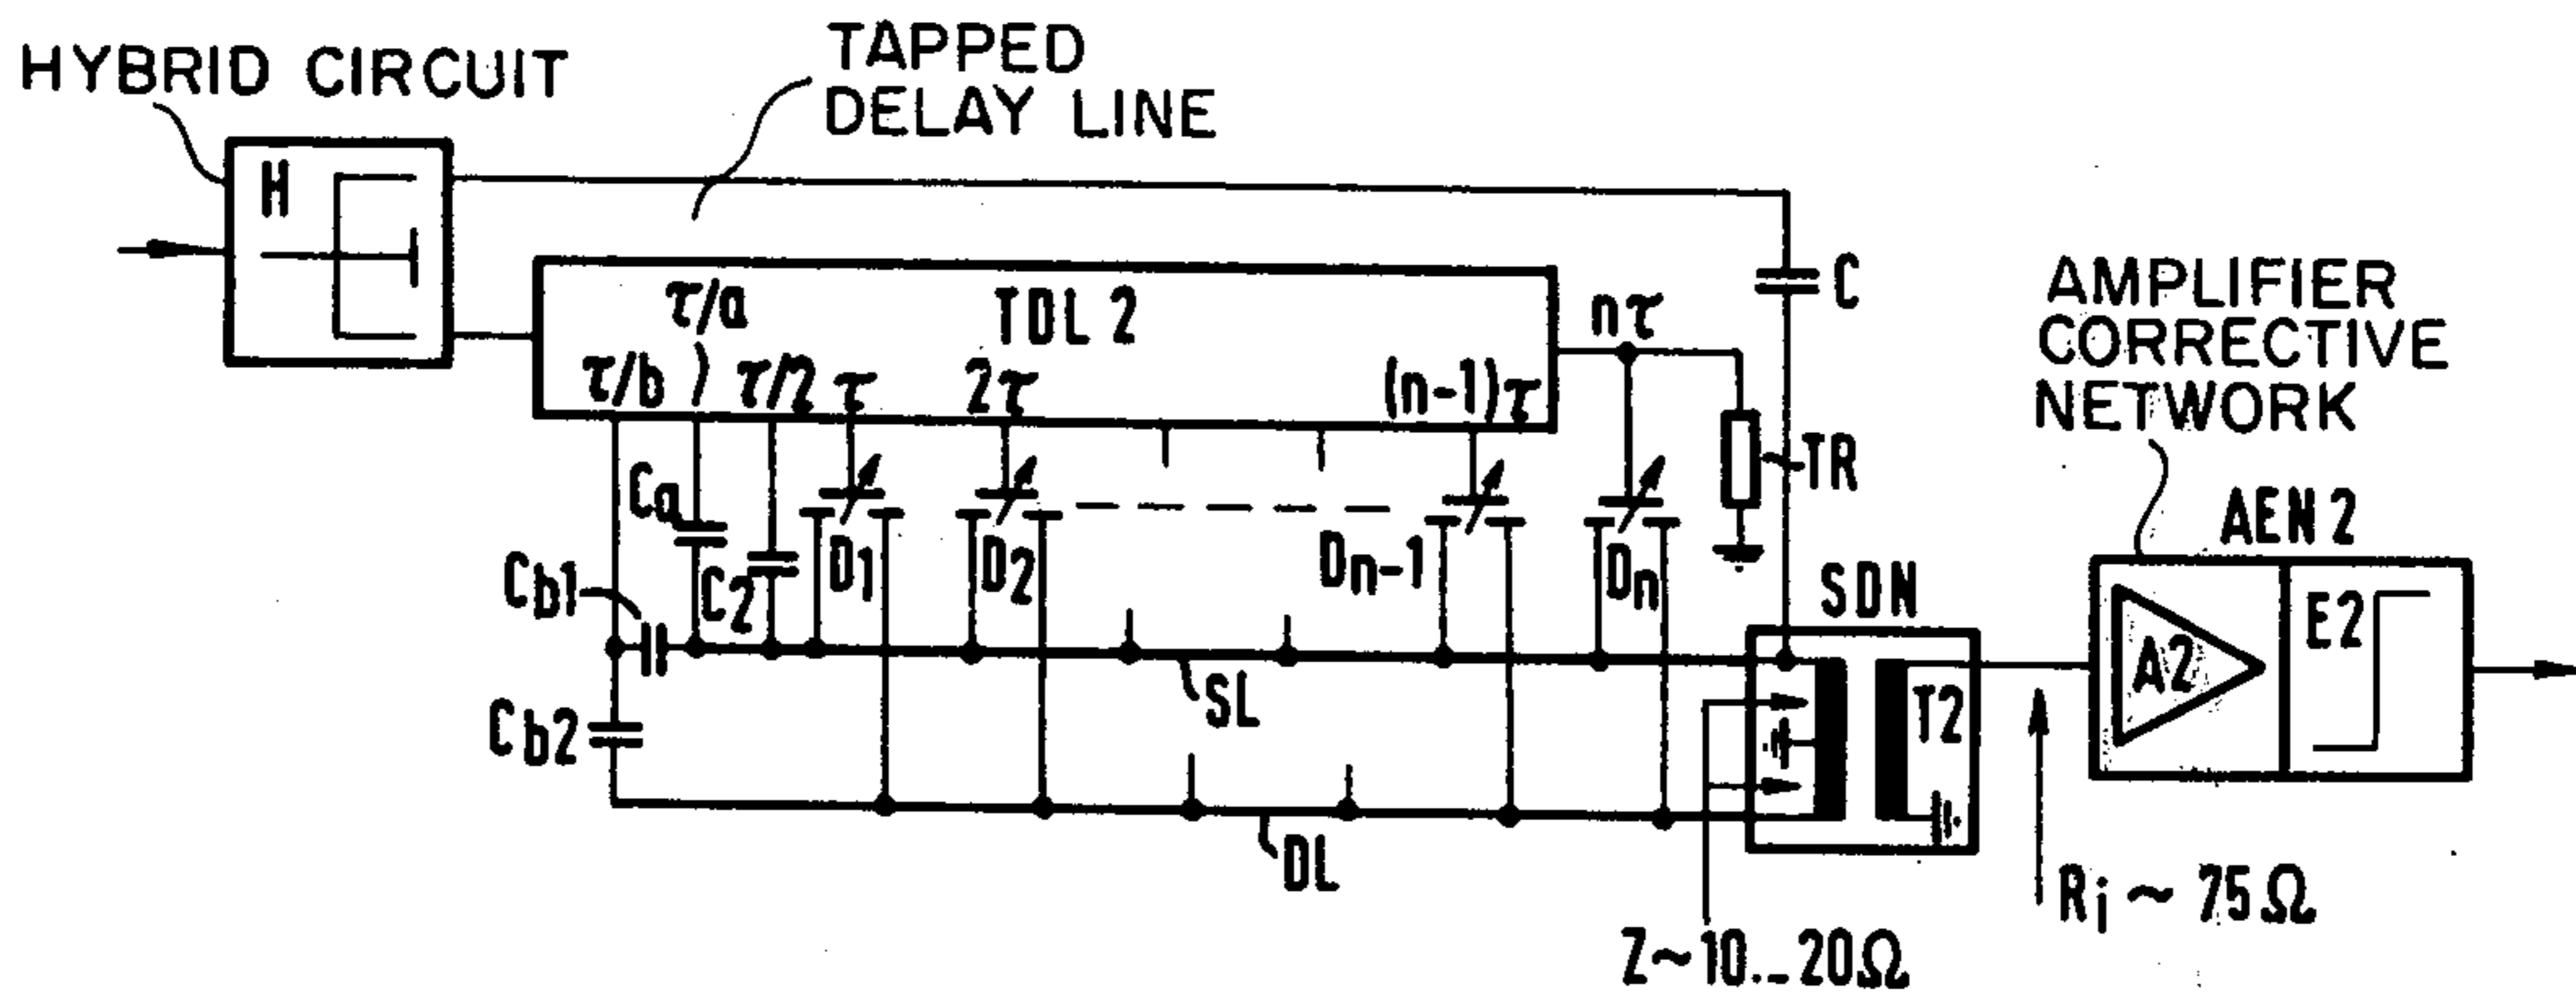 HYBRID CIRCUIT
TAPPED
DELAY LINE
H
TDL 2
τ/b
τ/a
τ/2
τ
2τ
(n-1)τ
nτ
C
AMPLIFIER
CORRECTIVE
NETWORK
AEN 2
TR
Ca
C2
Cb1
Cb2
D1
D2
Dn-1
Dn
SDN
SL
DL
T2
A2
E2
Z~10..20Ω
Ri ~ 75Ω